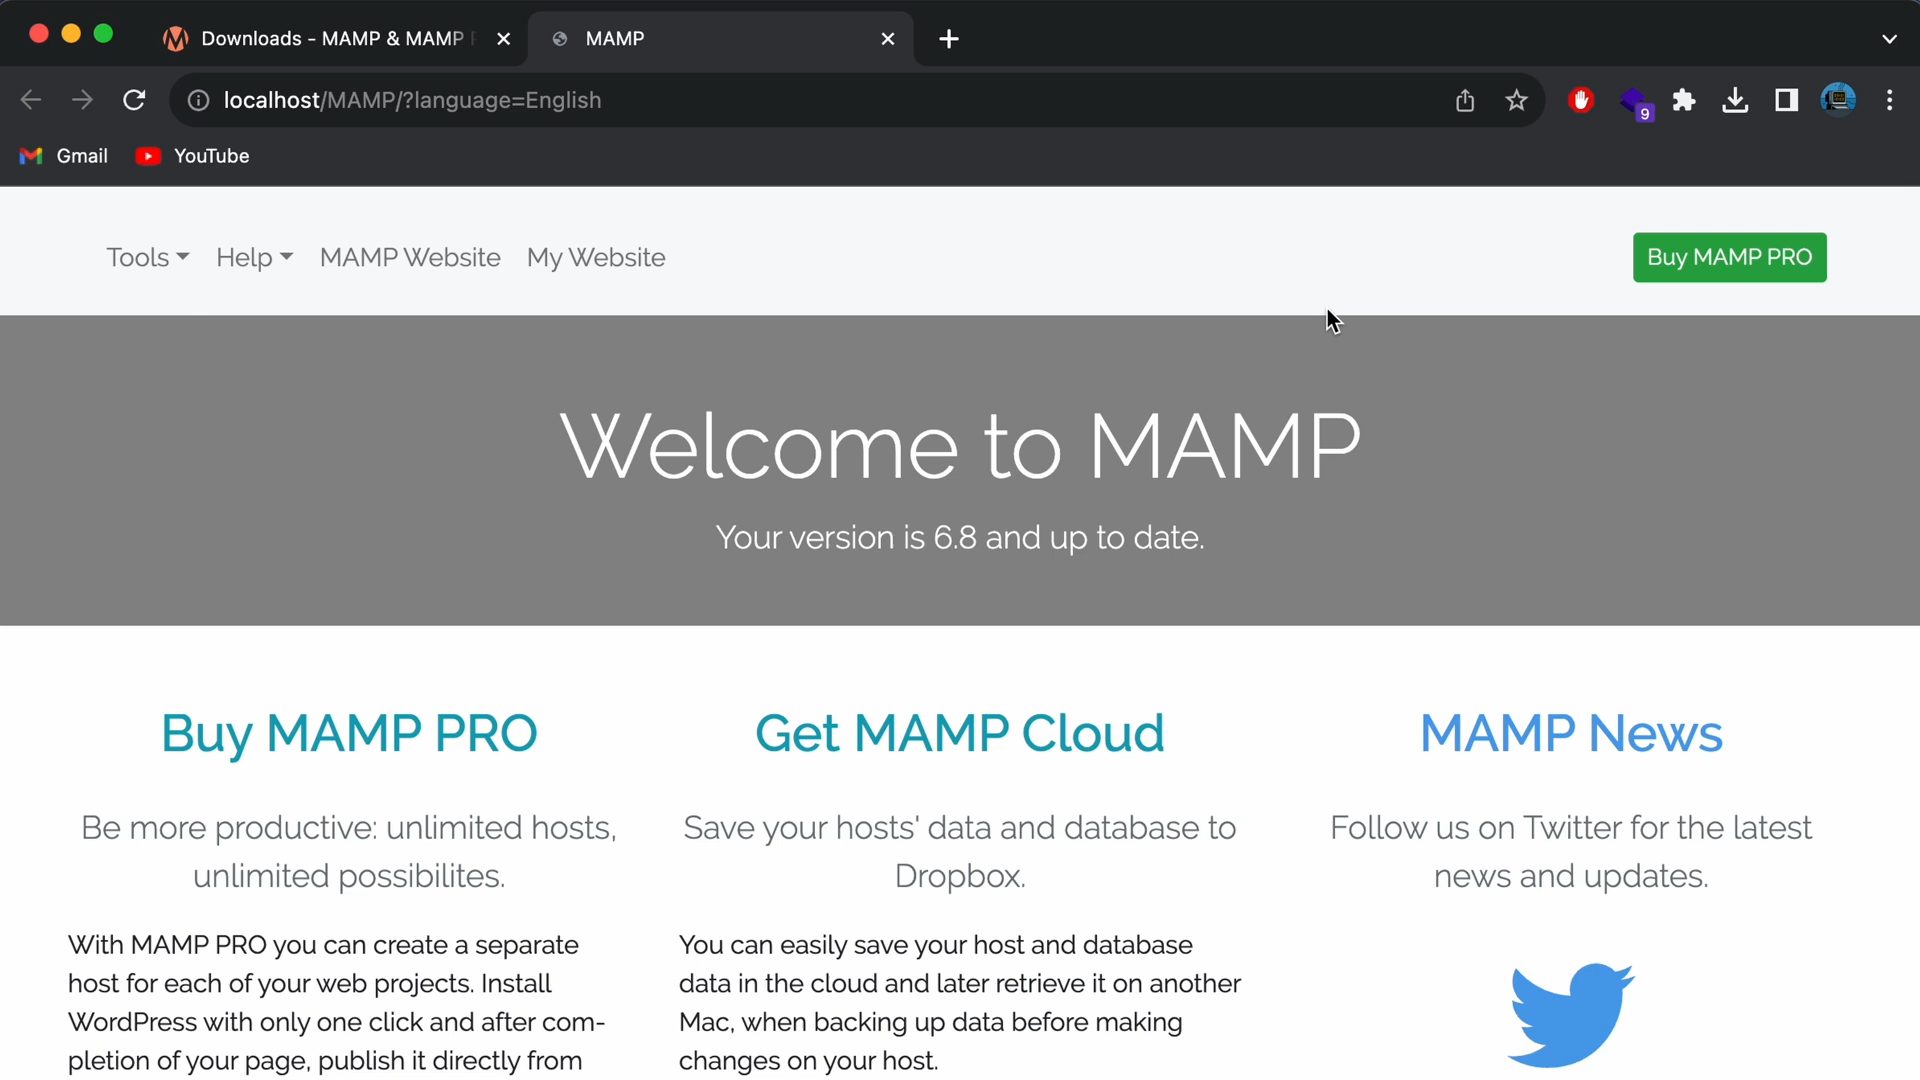 Downloads - MAMP & MAMP
MAMP
localhost/MAMP/?language=English
9
Gmail
YouTube
Tools
Help
MAMP Website
My Website
Buy MAMP PRO
Welcome to MAMP
Your version is 6.8 and up to date.
Buy MAMP PRO
Be more productive: unlimited hosts,
unlimited possibilites.
With MAMP PRO you can create a separate
host for each of your web projects. Install
WordPress with only one click and after com-
pletion of your page, publish it directly from
Get MAMP Cloud
Save your hosts' data and database to
Dropbox.
You can easily save your host and database
data in the cloud and later retrieve it on another
Mac, when backing up data before making
changes on your host.
MAMP News
Follow us on Twitter for the latest
news and updates.